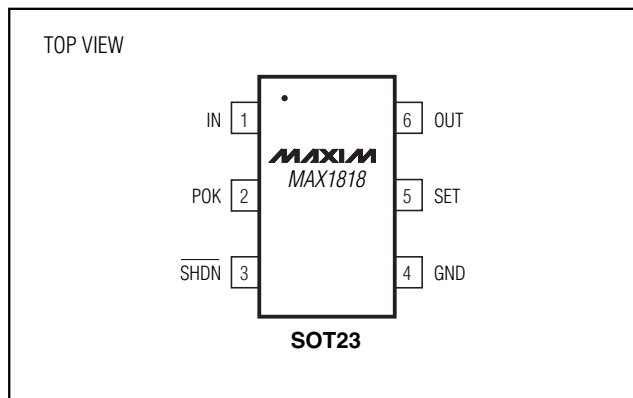 TOP VIEW
IN 1
6 OUT
MAXIM
MAX1818
POK 2
5 SET
SHDN 3
4 GND
SOT23